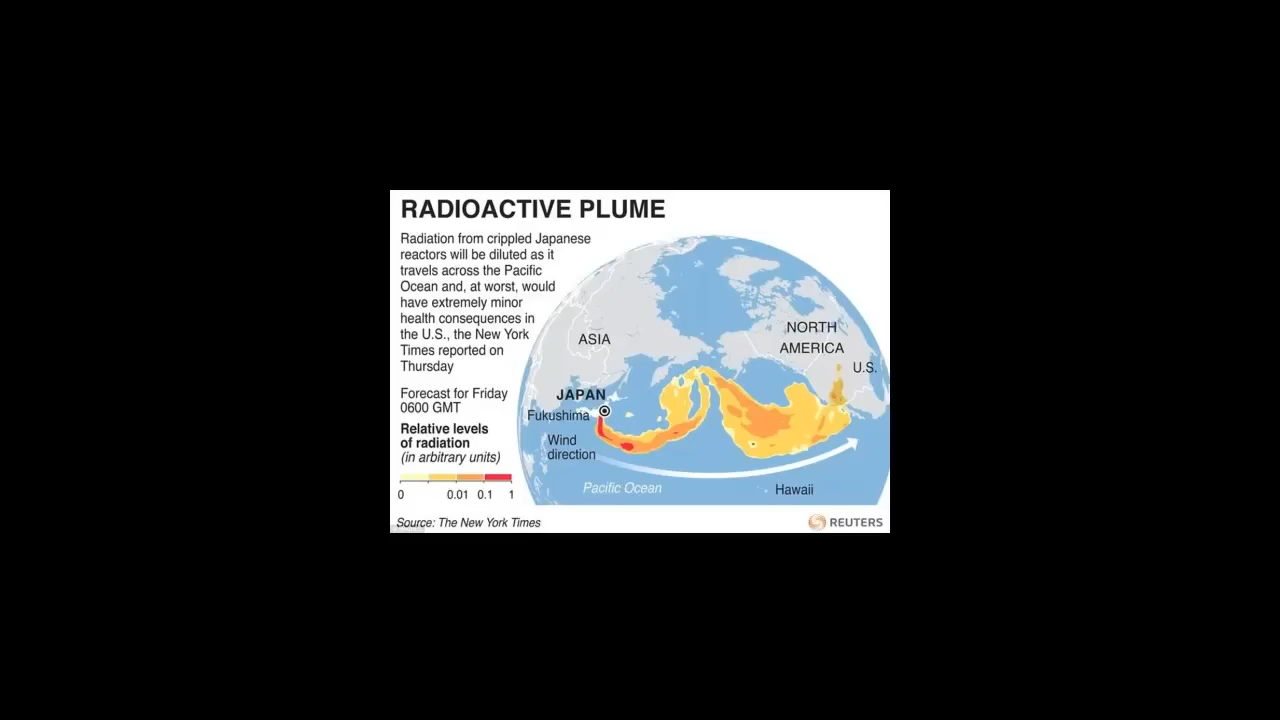 RADIOACTIVE PLUME
Radiation from crippled Japanese
reactors will be diluted as it
travels across the Pacific
Ocean and, at worst, would
have extremely minor
health consequences in
the U.S., the New York
Times reported on
Thursday
Forecast for Friday
0600 GMT
Relative levels
of radiation
(in arbitrary units)
0 0.01 0.1 1
ASIA
NORTH
AMERICA
U.S.
JAPAN
Fukushima
Wind
direction
Pacific Ocean
Hawaii
Source: The New York Times
REUTERS